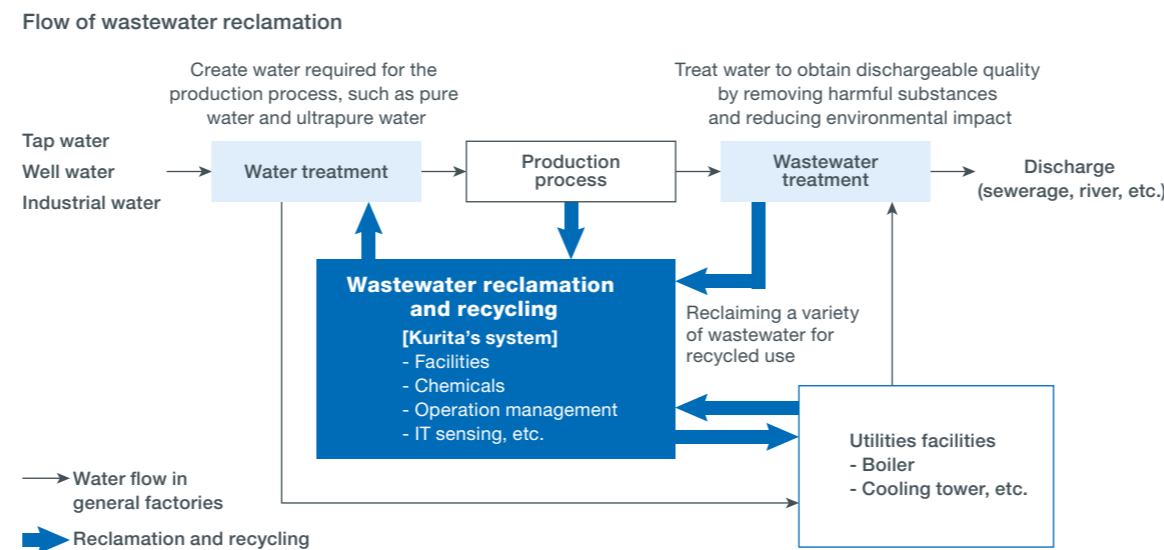 Flow of wastewater reclamation
Create water required for the
production process, such as pure
water and ultrapure water
Treat water to obtain dischargeable quality
by removing harmful substances
and reducing environmental impact
Tap water
Well water
Industrial water
Water treatment
Production
process
Wastewater
treatment
Discharge
(sewerage, river, etc.)
Wastewater reclamation
and recycling
[Kurita's system]
- Facilities
- Chemicals
- Operation management
- IT sensing, etc.
Reclaiming a variety
of wastewater for
recycled use
Utilities facilities
- Boiler
- Cooling tower, etc.
Water flow in
general factories
Reclamation and recycling